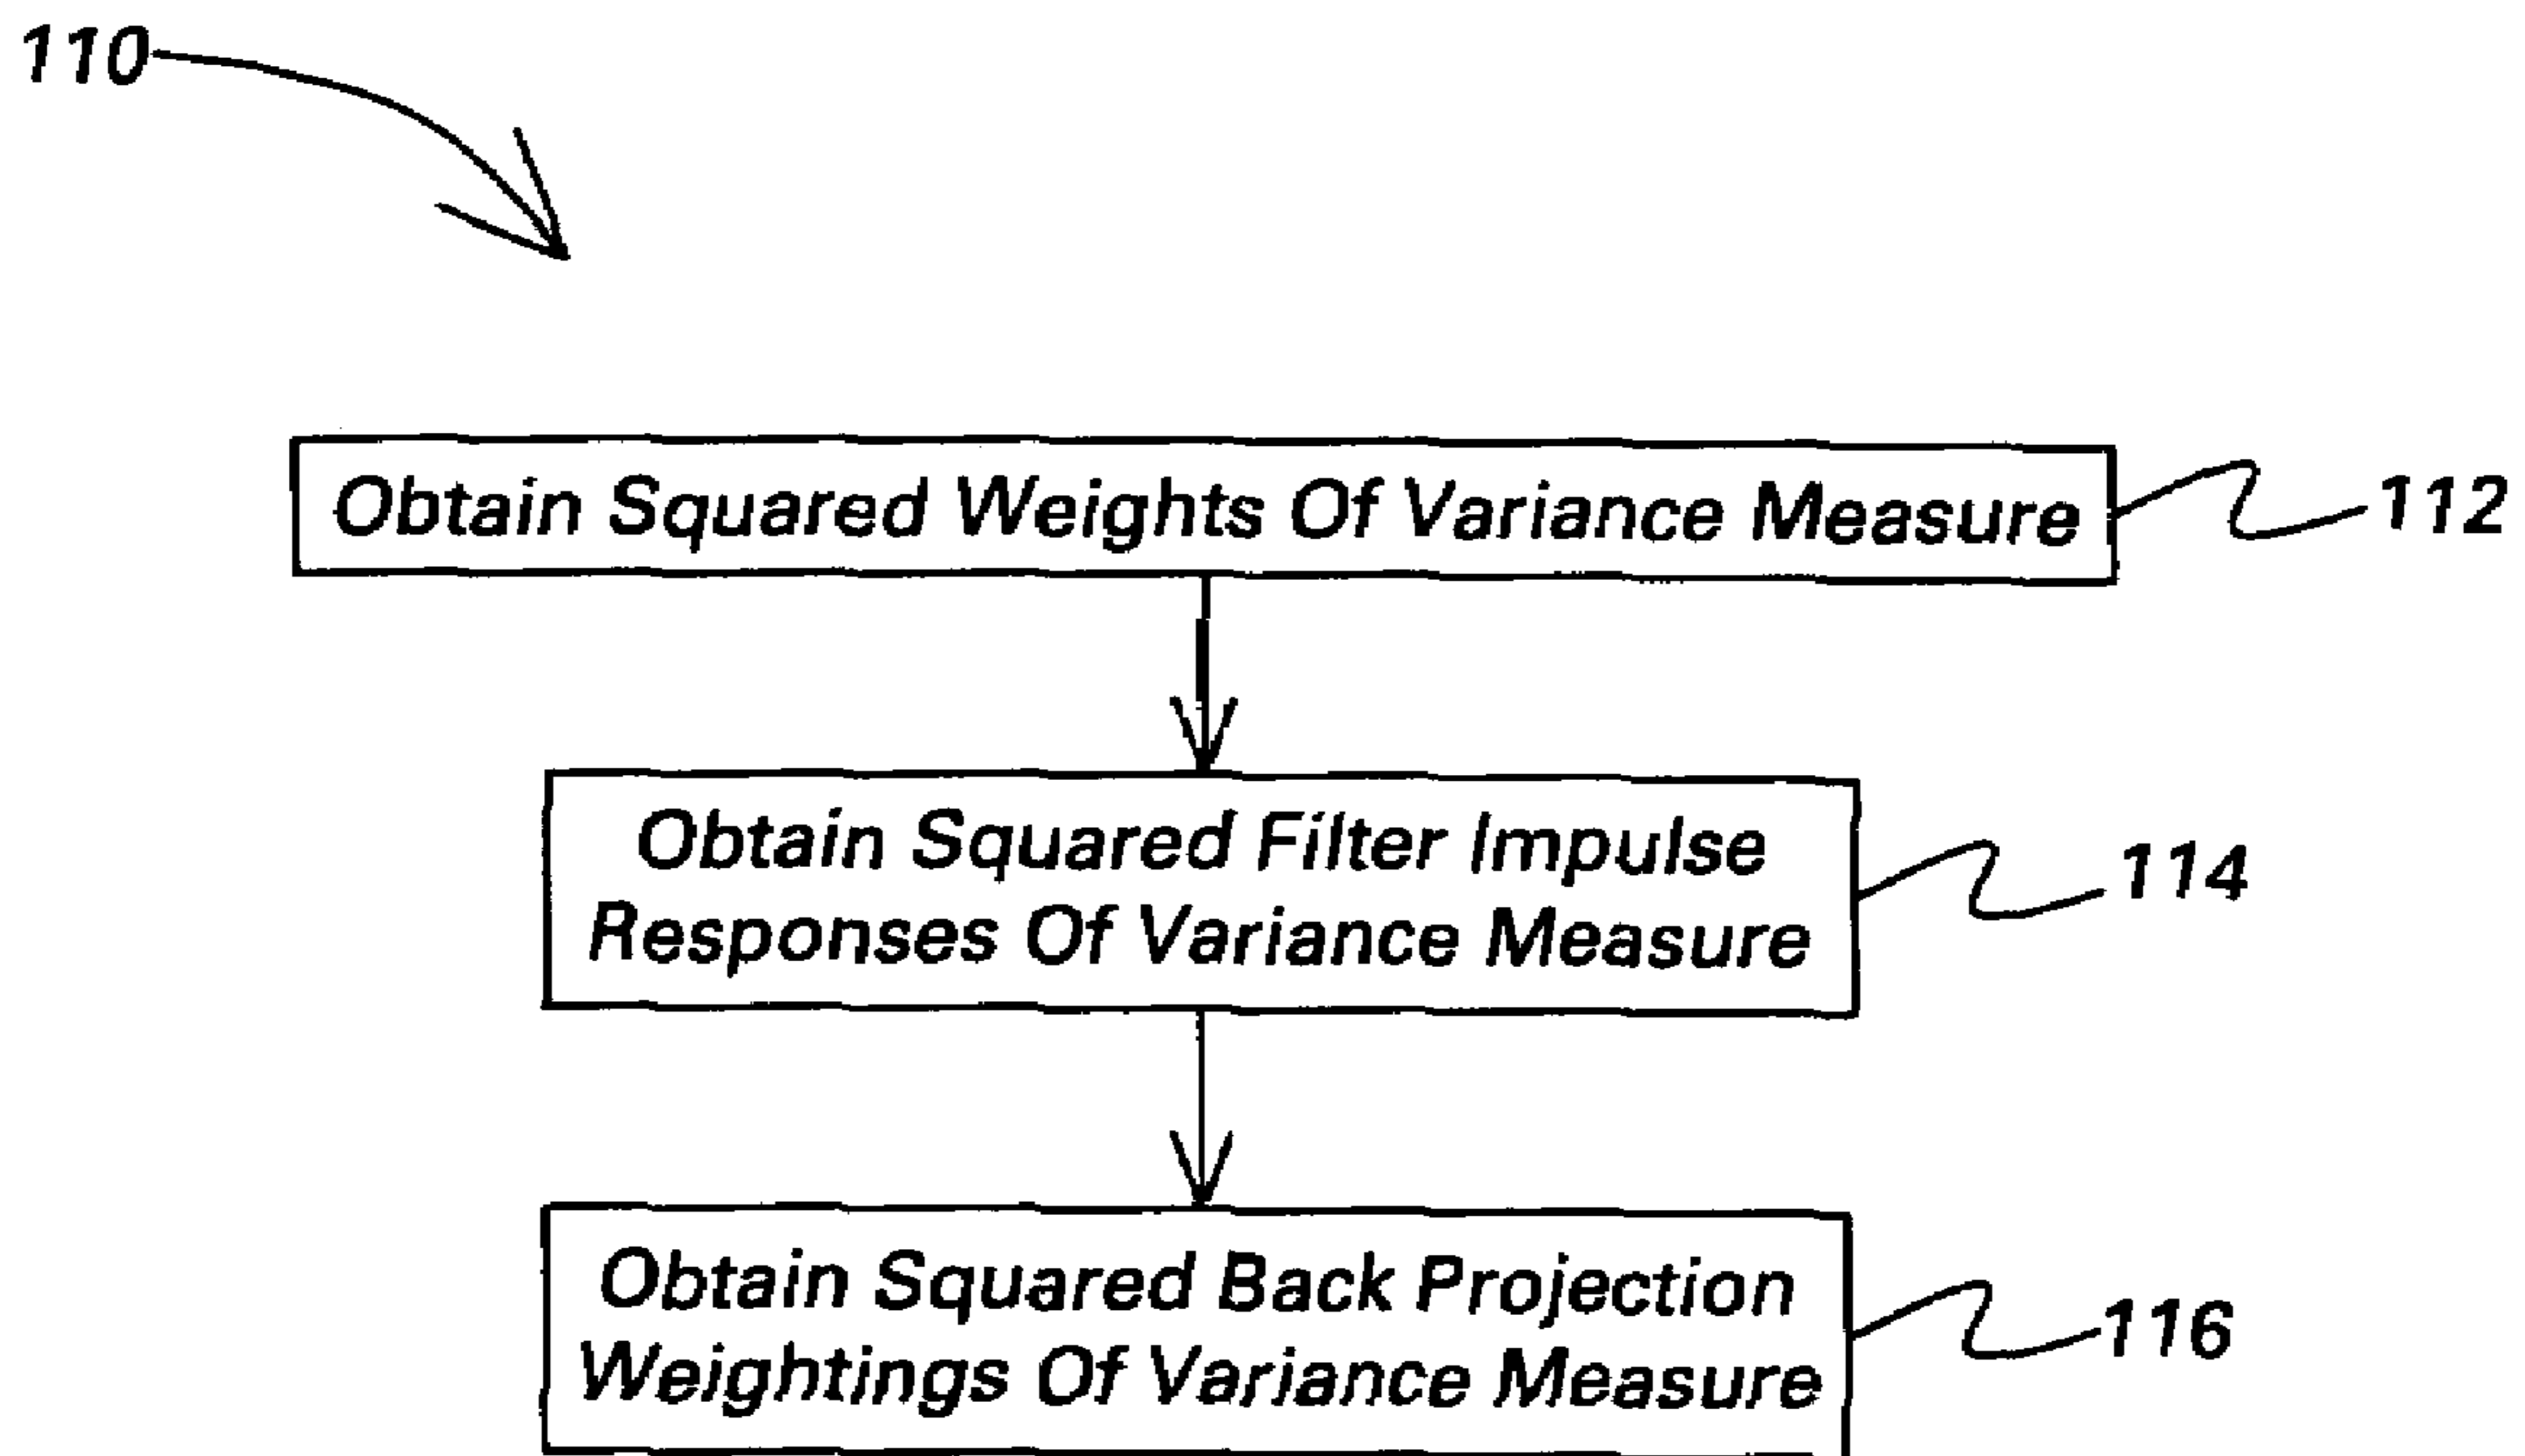 110
Obtain Squared Weights Of Variance Measure
112
Obtain Squared Filter Impulse
Responses Of Variance Measure
114
Obtain Squared Back Projection
Weightings Of Variance Measure
116